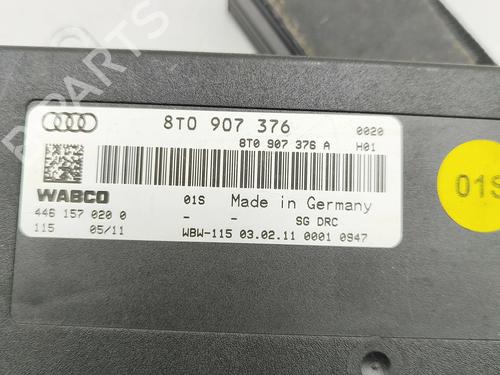 8T0 907 376 0020
8T0 907 376 A H01
WABCO 01S Made in Germany
446 157 020 0 - - SG DRC
115 05/11 WBW-115 03.02.11 0001 0947
01S
B PARTS